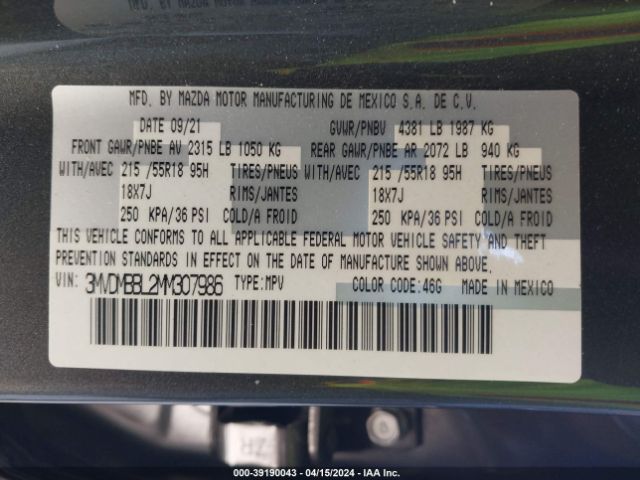 MFD. BY MAZDA MOTOR MANUFACTURING DE MEXICO S.A. DE C.V.
DATE 09/21 GVWR/PNBV 4381 LB 1987 KG
FRONT GAWR/PNBE AV 2315 LB 1050 KG REAR GAWR/PNBE AR 2072 LB 940 KG
WITH/AVEC 215 /55R18 95H TIRES/PNEUS WITH/AVEC 215 /55R18 95H TIRES/PNEUS
18X7J RIMS/JANTES 18X7J RIMS/JANTES
250 KPA/36 PSI COLD/A FROID 250 KPA/36 PSI COLD/A FROID
THIS VEHICLE CONFORMS TO ALL APPLICABLE FEDERAL MOTOR VEHICLE SAFETY AND THEFT
PREVENTION STANDARDS IN EFFECT ON THE DATE OF MANUFACTURE SHOWN ABOVE.
VIN: 3MVDMBBL2MM307986 TYPE:MPV COLOR CODE:46G MADE IN MEXICO
000-39190043 - 04/15/2024 - IAA Inc.